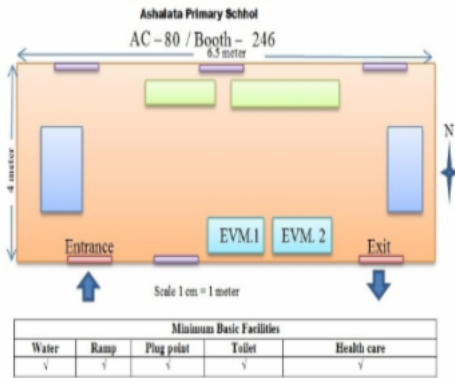 Ashalata Primary Schhol
AC – 80 / Booth – 246
6.5 meter
4 meter
N
EVM.1 EVM. 2
Entrance Exit
Scale 1 cm = 1 meter
Minimum Basic Facilities
Water Ramp Plug point Toilet Health care
√ √ √ √ √